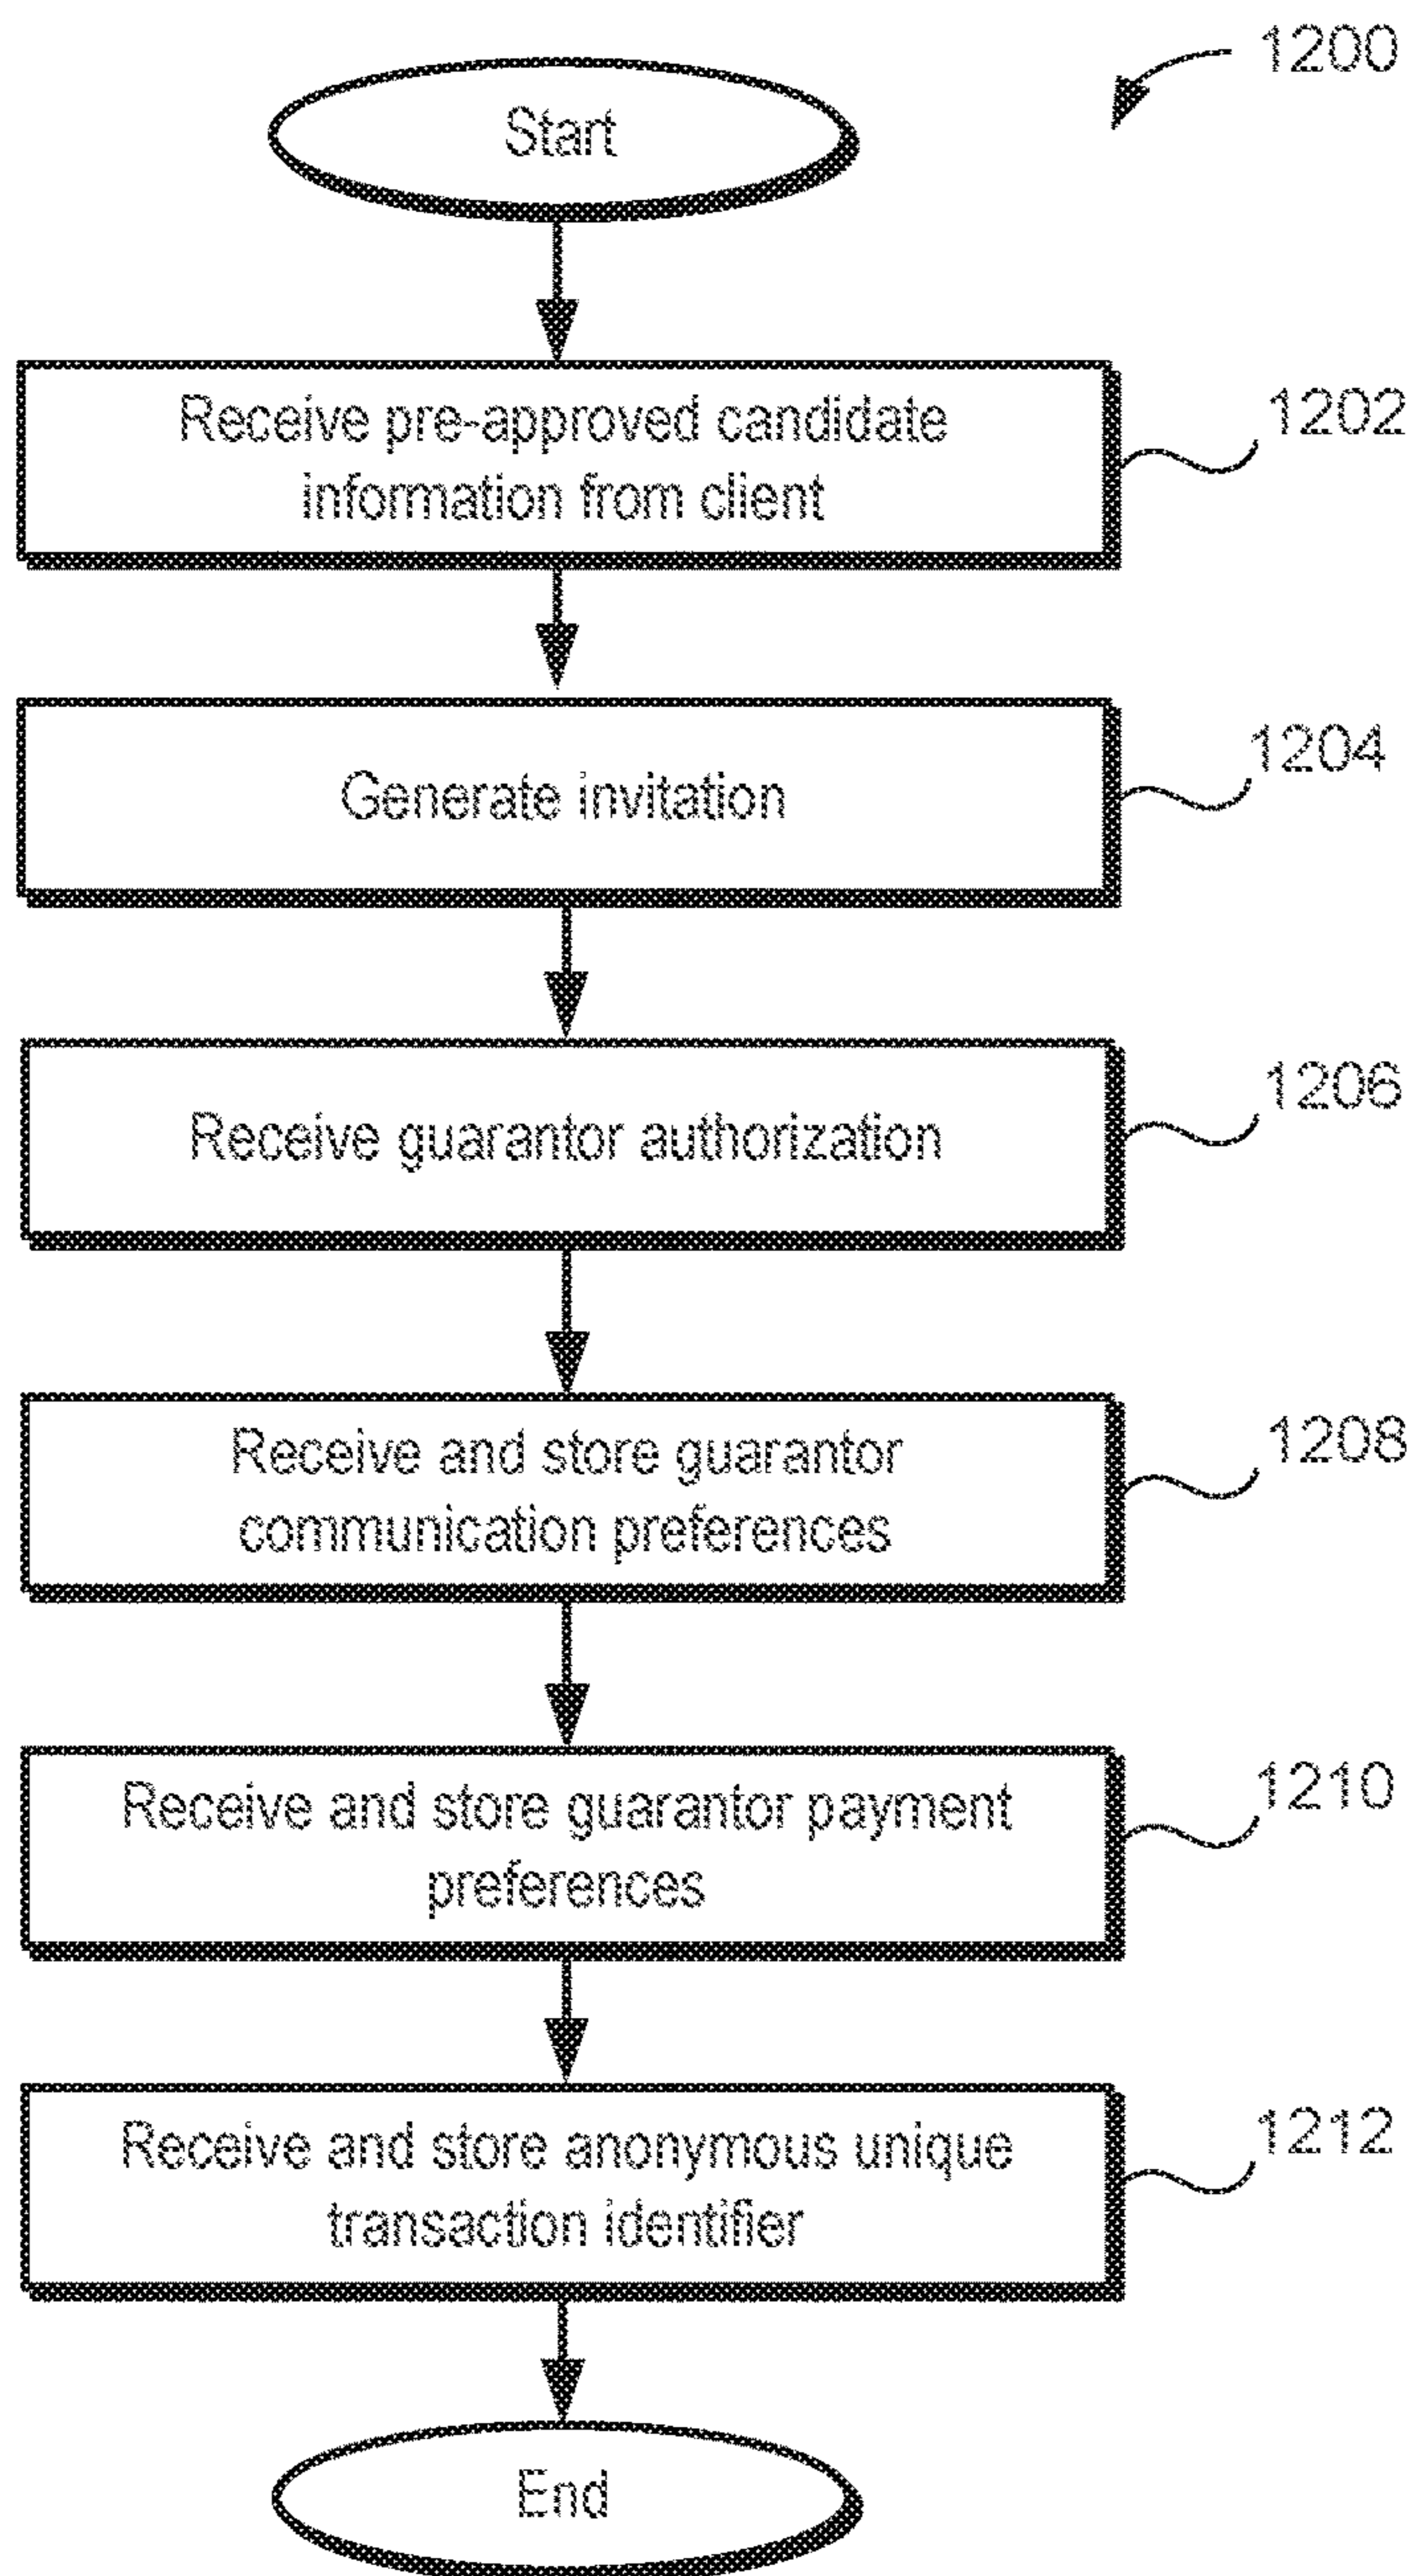 1200
Start
Receive pre-approved candidate
information from client
1202
Generate invitation
1204
Receive guarantor authorization
1206
Receive and store guarantor
communication preferences
1208
Receive and store guarantor payment
preferences
1210
Receive and store anonymous unique
transaction identifier
1212
End